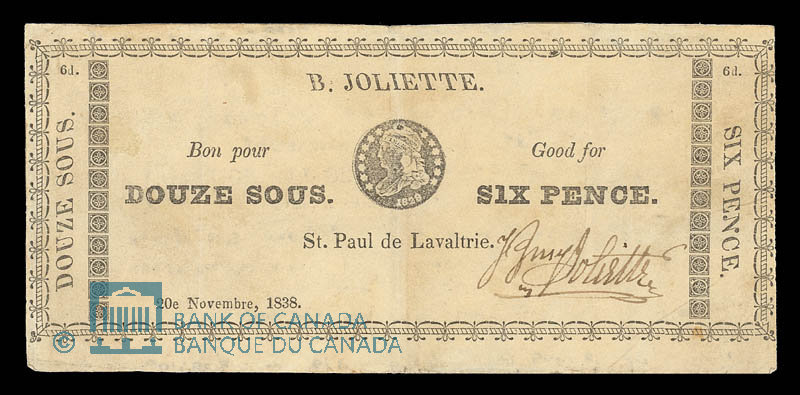 6d.
6d.
B. JOLIETTE.
DOUZE SOUS.
Bon pour
Good for
DOUZE SOUS.
SIX PENCE.
SIX PENCE.
St. Paul de Lavaltrie.
Joliette
20e Novembre, 1838.
© BANK OF CANADA
BANQUE DU CANADA